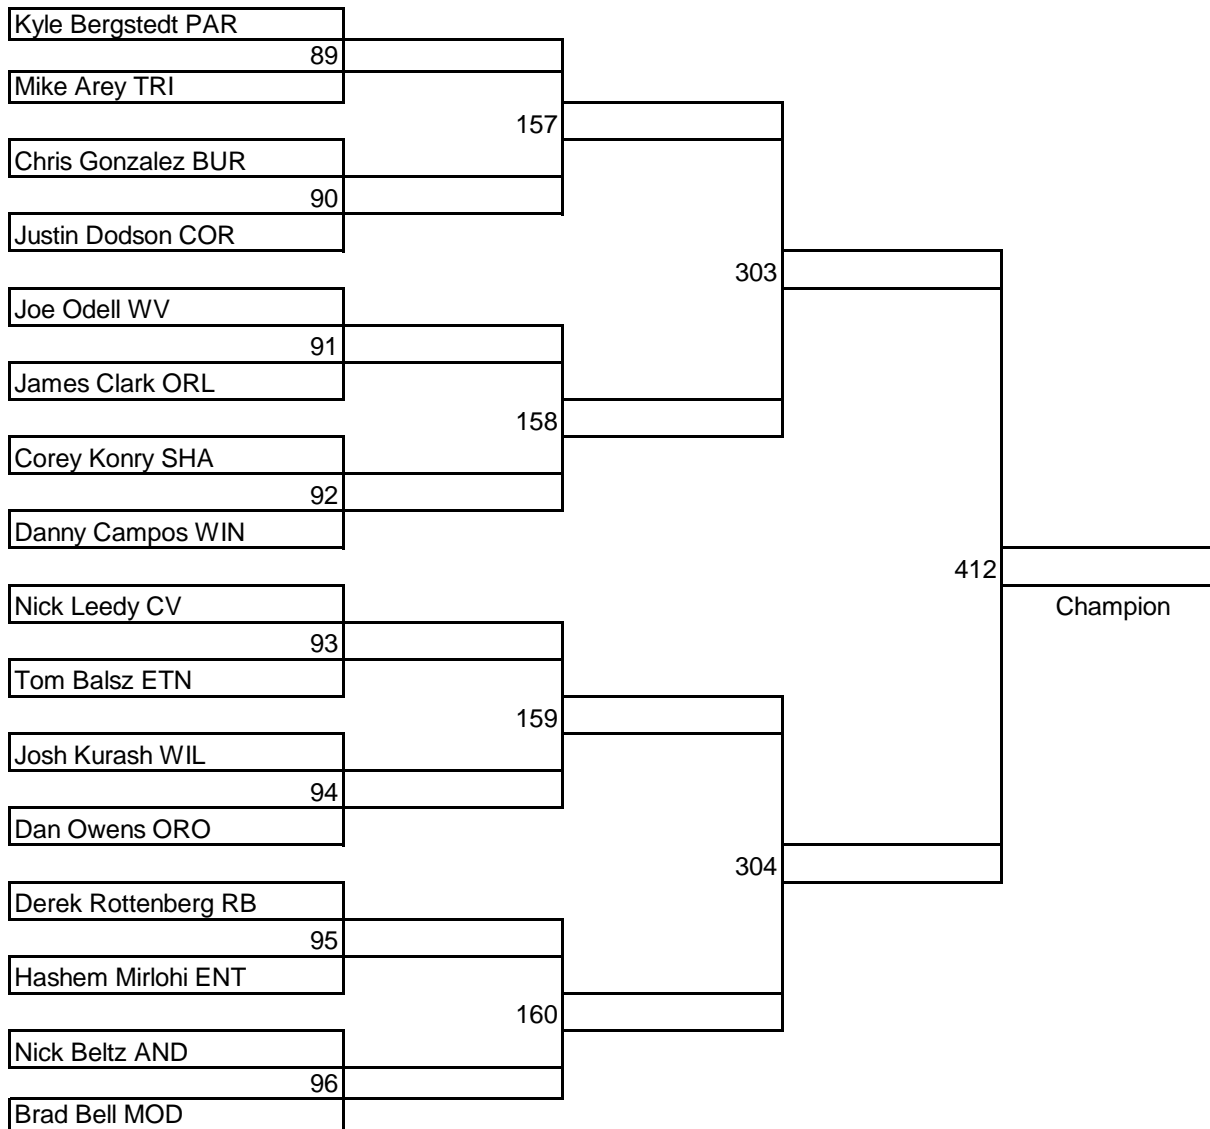 Kyle Bergstedt PAR
89
Mike Arey TRI
157
Chris Gonzalez BUR
90
Justin Dodson COR
303
Joe Odell WV
91
James Clark ORL
158
Corey Konry SHA
92
Danny Campos WIN
412
Champion
Nick Leedy CV
93
Tom Balsz ETN
159
Josh Kurash WIL
94
Dan Owens ORO
304
Derek Rottenberg RB
95
Hashem Mirlohi ENT
160
Nick Beltz AND
96
Brad Bell MOD